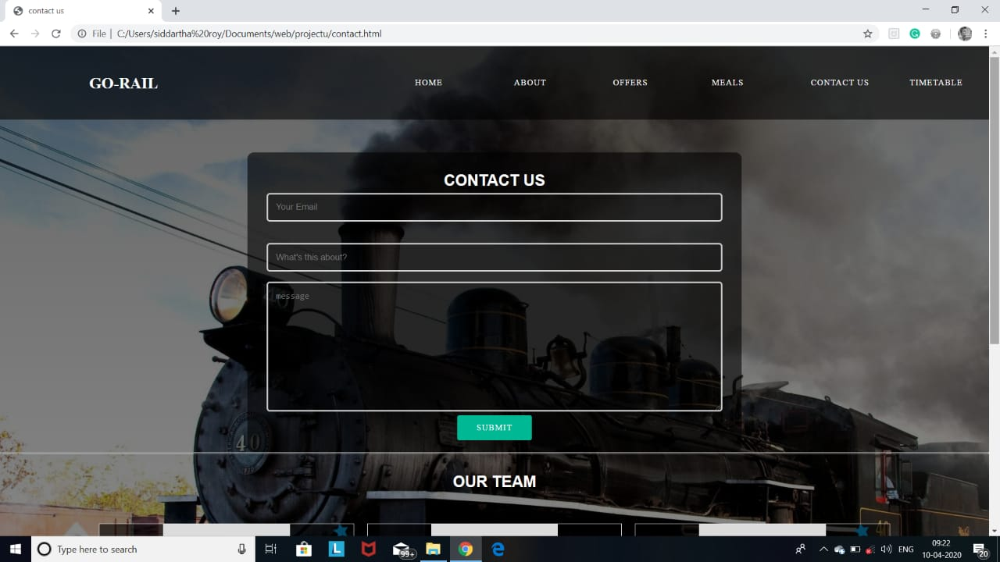 contact us
File | C:/Users/siddartha%20roy/Documents/web/projectu/contact.html
GO-RAIL
HOME ABOUT OFFERS MEALS CONTACT US TIMETABLE
CONTACT US
Your Email
What's this about?
message
SUBMIT
40
OUR TEAM
40
Type here to search
L
99+
ENG
09:22
10-04-2020
20